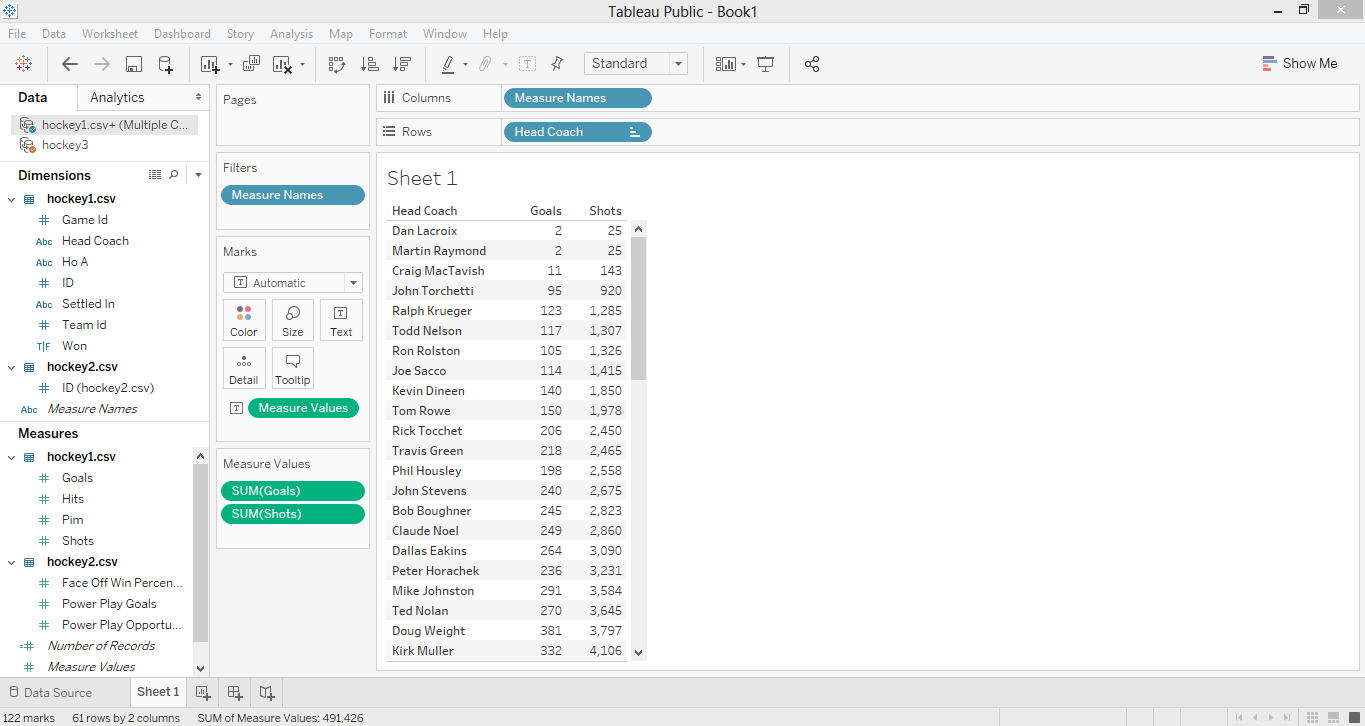 Tableau Public - Book1
File Data Worksheet Dashboard Story Analysis Map Format Window Help
Standard
Show Me
Data Analytics
hockey1.csv+ (Multiple C...
hockey3
Dimensions
hockey1.csv
# Game Id
Abc Head Coach
Abc Ho A
# ID
Abc Settled In
# Team Id
T|F Won
hockey2.csv
# ID (hockey2.csv)
Abc Measure Names
Measures
hockey1.csv
# Goals
# Hits
# Pim
# Shots
hockey2.csv
# Face Off Win Percen...
# Power Play Goals
# Power Play Opportu...
=# Number of Records
# Measure Values
Pages
Filters
Measure Names
Marks
T Automatic
Color Size T Text
Detail Tooltip
T Measure Values
Measure Values
SUM(Goals)
SUM(Shots)
Columns Measure Names
Rows Head Coach
Sheet 1
Head Coach Goals Shots
Dan Lacroix 2 25
Martin Raymond 2 25
Craig MacTavish 11 143
John Torchetti 95 920
Ralph Krueger 123 1,285
Todd Nelson 117 1,307
Ron Rolston 105 1,326
Joe Sacco 114 1,415
Kevin Dineen 140 1,850
Tom Rowe 150 1,978
Rick Tocchet 206 2,450
Travis Green 218 2,465
Phil Housley 198 2,558
John Stevens 240 2,675
Bob Boughner 245 2,823
Claude Noel 249 2,860
Dallas Eakins 264 3,090
Peter Horachek 236 3,231
Mike Johnston 291 3,584
Ted Nolan 270 3,645
Doug Weight 381 3,797
Kirk Muller 332 4,106
Data Source Sheet 1
122 marks 61 rows by 2 columns SUM of Measure Values: 491,426